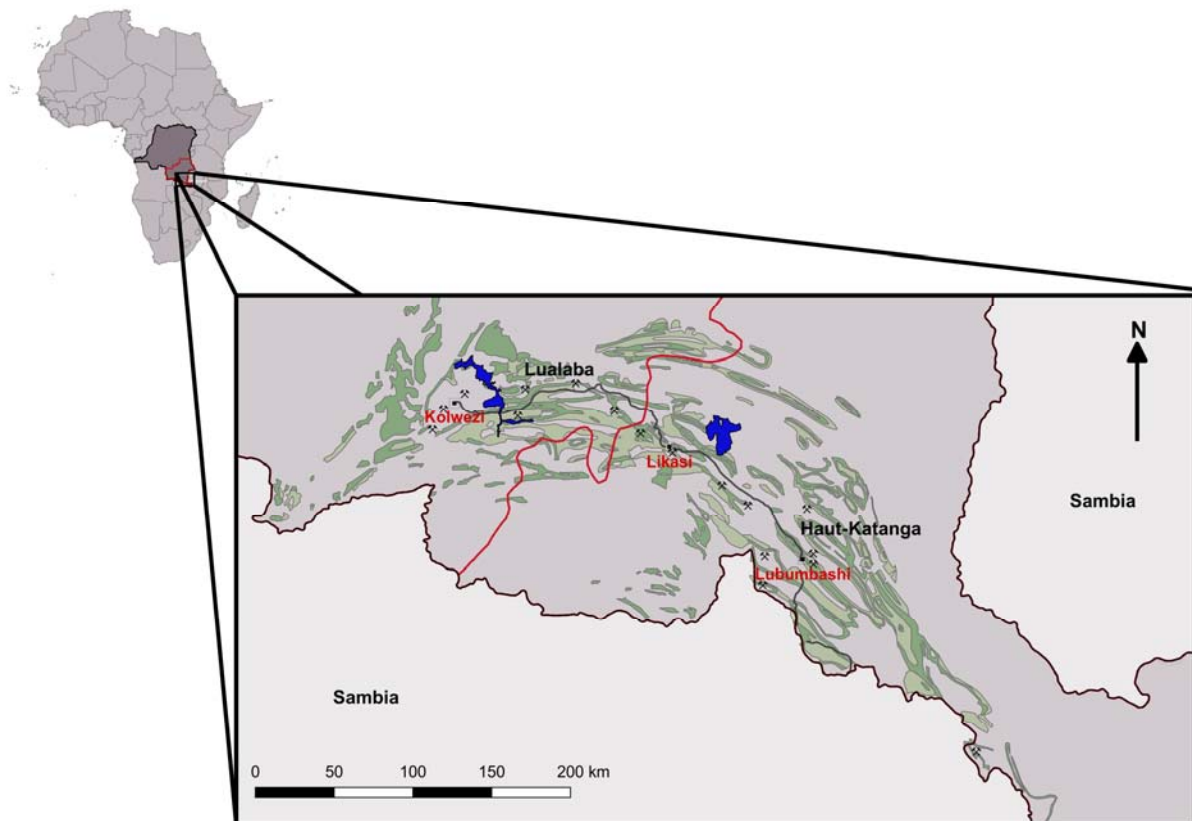 N
Lualaba
Kolwezi
Likasi
Sambia
Haut-Katanga
Lubumbashi
Sambia
0 50 100 150 200 km